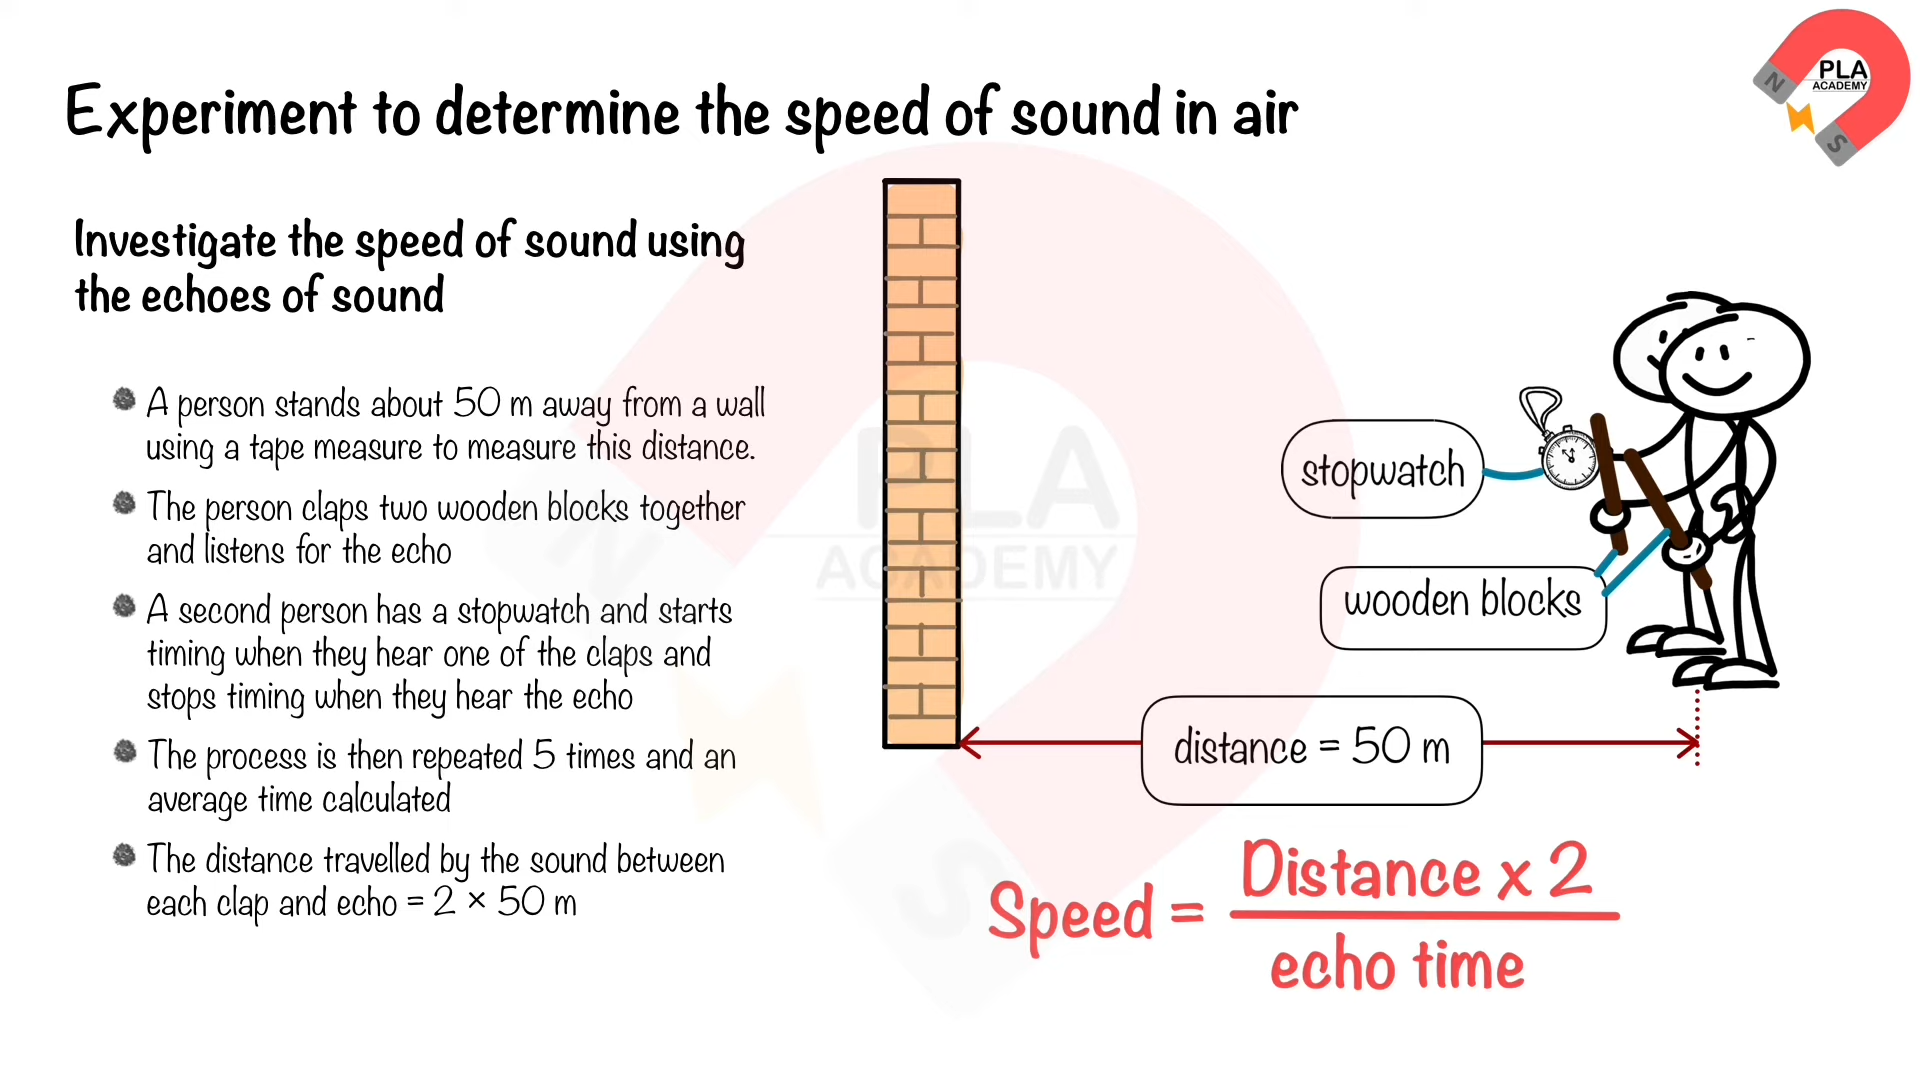 Experiment to determine the speed of sound in air
PLA
ACADEMY
N
S
Investigate the speed of sound using
the echoes of sound
A person stands about 50 m away from a wall
using a tape measure to measure this distance.
The person claps two wooden blocks together
and listens for the echo
A second person has a stopwatch and starts
timing when they hear one of the claps and
stops timing when they hear the echo
The process is then repeated 5 times and an
average time calculated
The distance travelled by the sound between
each clap and echo = 2 × 50 m
PLA
ACADEMY
N
S
stopwatch
wooden blocks
distance = 50 m
Speed = Distance x 2
echo time